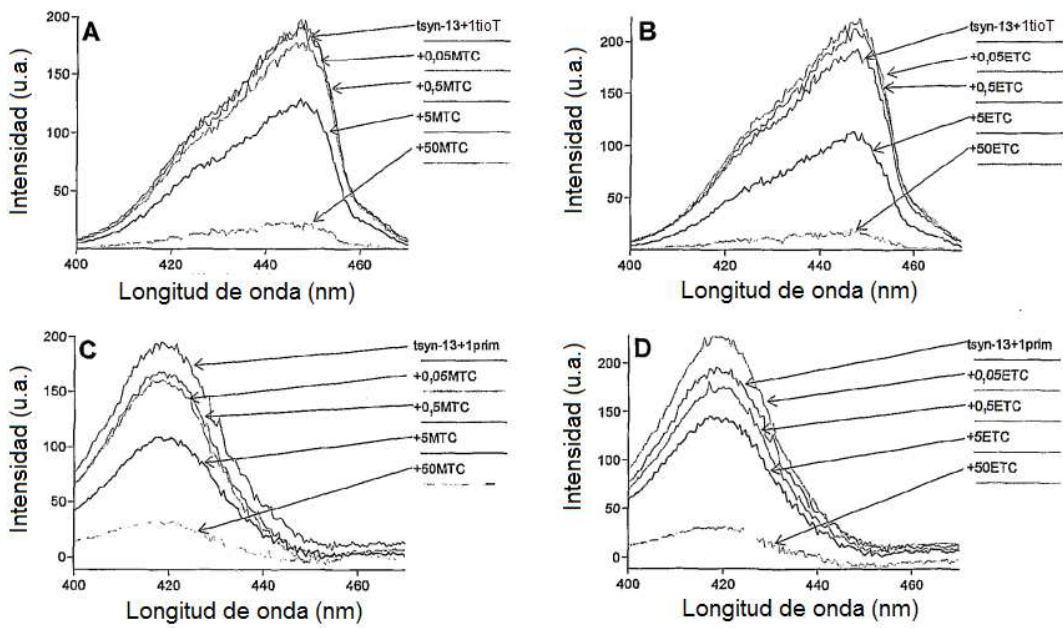 A
Intensidad (u.a.)
200
150
100
50
400
420
440
460
Longitud de onda (nm)
tsyn-13+1tioT
+0,05MTC
+0,5MTC
+5MTC
+50MTC
B
Intensidad (u.a.)
200
150
100
50
400
420
440
460
Longitud de onda (nm)
tsyn-13+1tioT
+0,05ETC
+0,5ETC
+5ETC
+50ETC
C
Intensidad (u.a.)
200
150
100
50
0
400
420
440
460
Longitud de onda (nm)
tsyn-13+1prim
+0,05MTC
+0,5MTC
+5MTC
+50MTC
D
Intensidad (u.a.)
200
150
100
50
0
400
420
440
460
Longitud de onda (nm)
tsyn-13+1prim
+0,05ETC
+0,5ETC
+5ETC
+50ETC